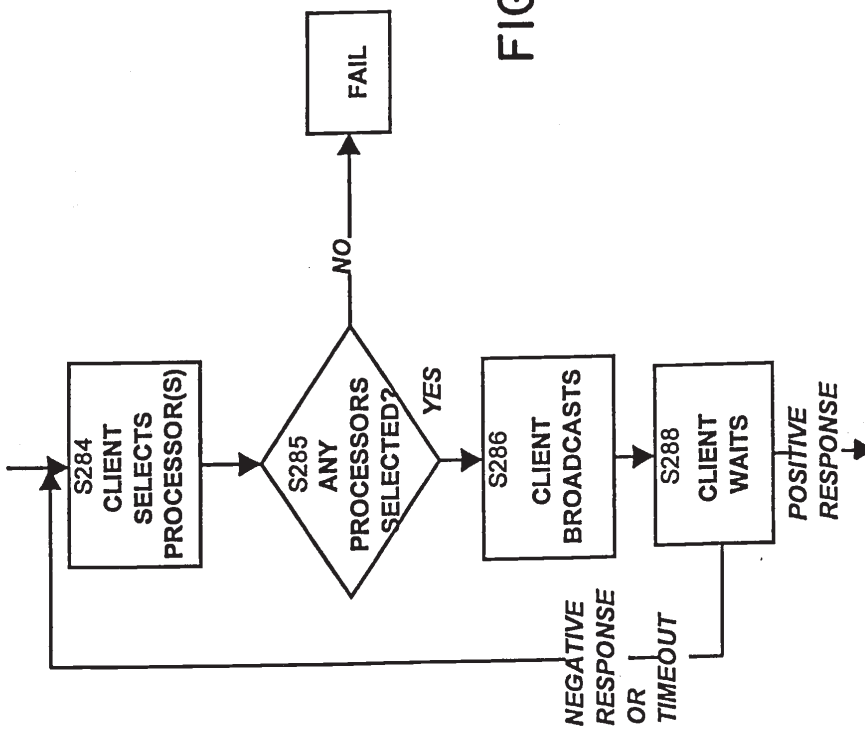 S284
CLIENT
SELECTS
PROCESSOR(S)
S285
ANY
PROCESSORS
SELECTED?
NO
FAIL
YES
S286
CLIENT
BROADCASTS
S288
CLIENT
WAITS
NEGATIVE
RESPONSE
OR
TIMEOUT
POSITIVE
RESPONSE